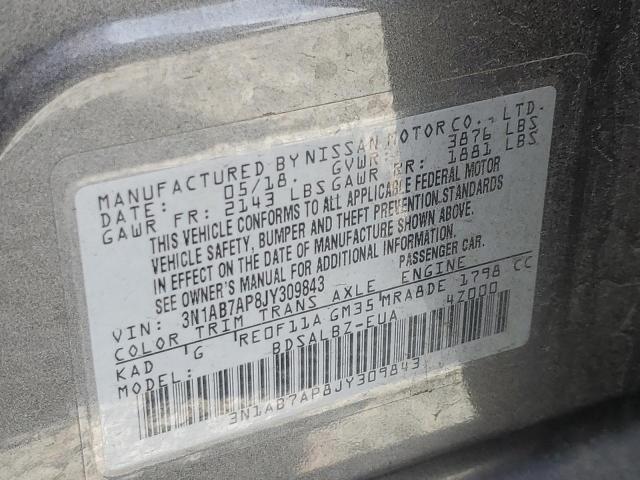 MANUFACTURED BY NISSAN MOTOR CO., LTD.
DATE: 05/18. GVWR: 3876 LBS
GAWR FR: 2143 LBS GAWR RR: 1881 LBS
THIS VEHICLE CONFORMS TO ALL APPLICABLE FEDERAL MOTOR
VEHICLE SAFETY, BUMPER AND THEFT PREVENTION STANDARDS
IN EFFECT ON THE DATE OF MANUFACTURE SHOWN ABOVE.
SEE OWNER'S MANUAL FOR ADDITIONAL INFORMATION.
VIN: 3N1AB7AP8JY309843 PASSENGER CAR.
COLOR TRIM TRANS AXLE ENGINE
KAD 'G 'RE0F11A GM35 MRA8DE 1798 CC
MODEL: BDSALBZ-EUA 4Z000
3N1AB7AP8JY309843